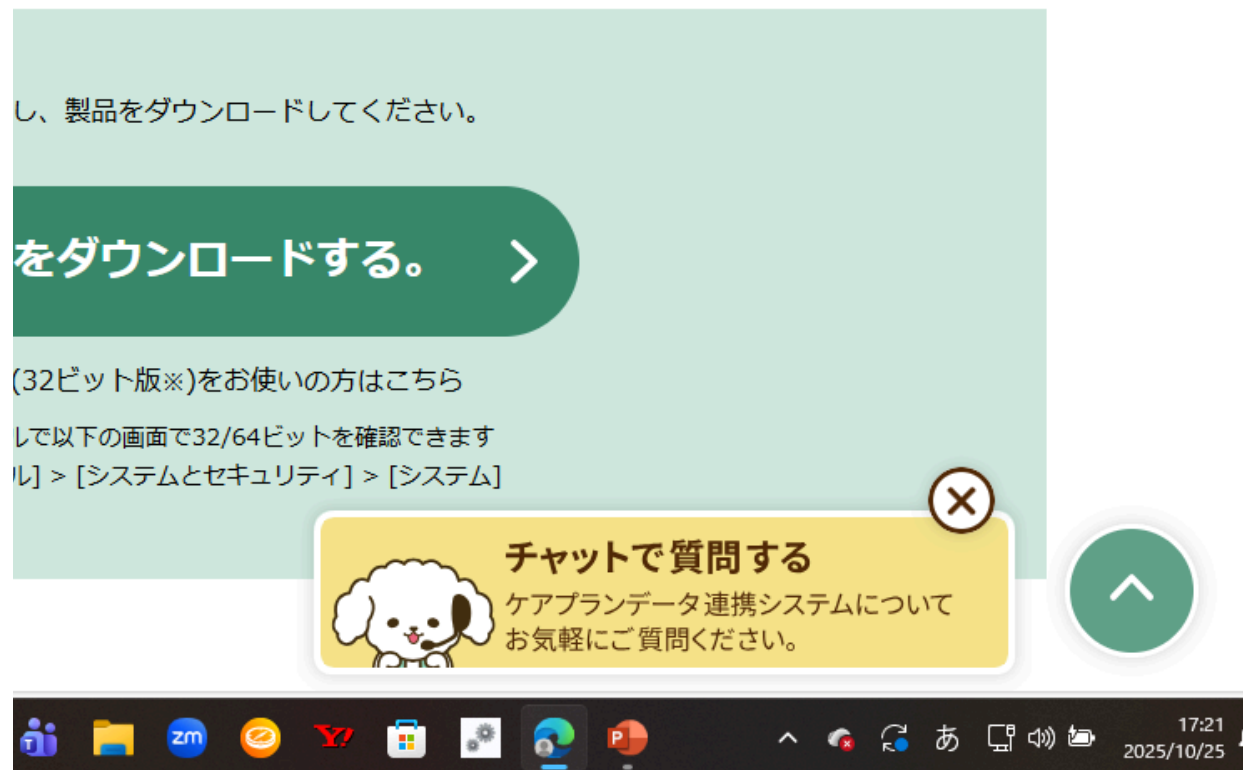 し、製品をダウンロードしてください。
をダウンロードする。
(32ビット版※)をお使いの方はこちら
ルで以下の画面で32/64ビットを確認できます
ル] > [システムとセキュリティ] > [システム]
チャットで質問する
ケアプランデータ連携システムについて
お気軽にご質問ください。
T
zm
Y!
P
あ
17:21
2025/10/25